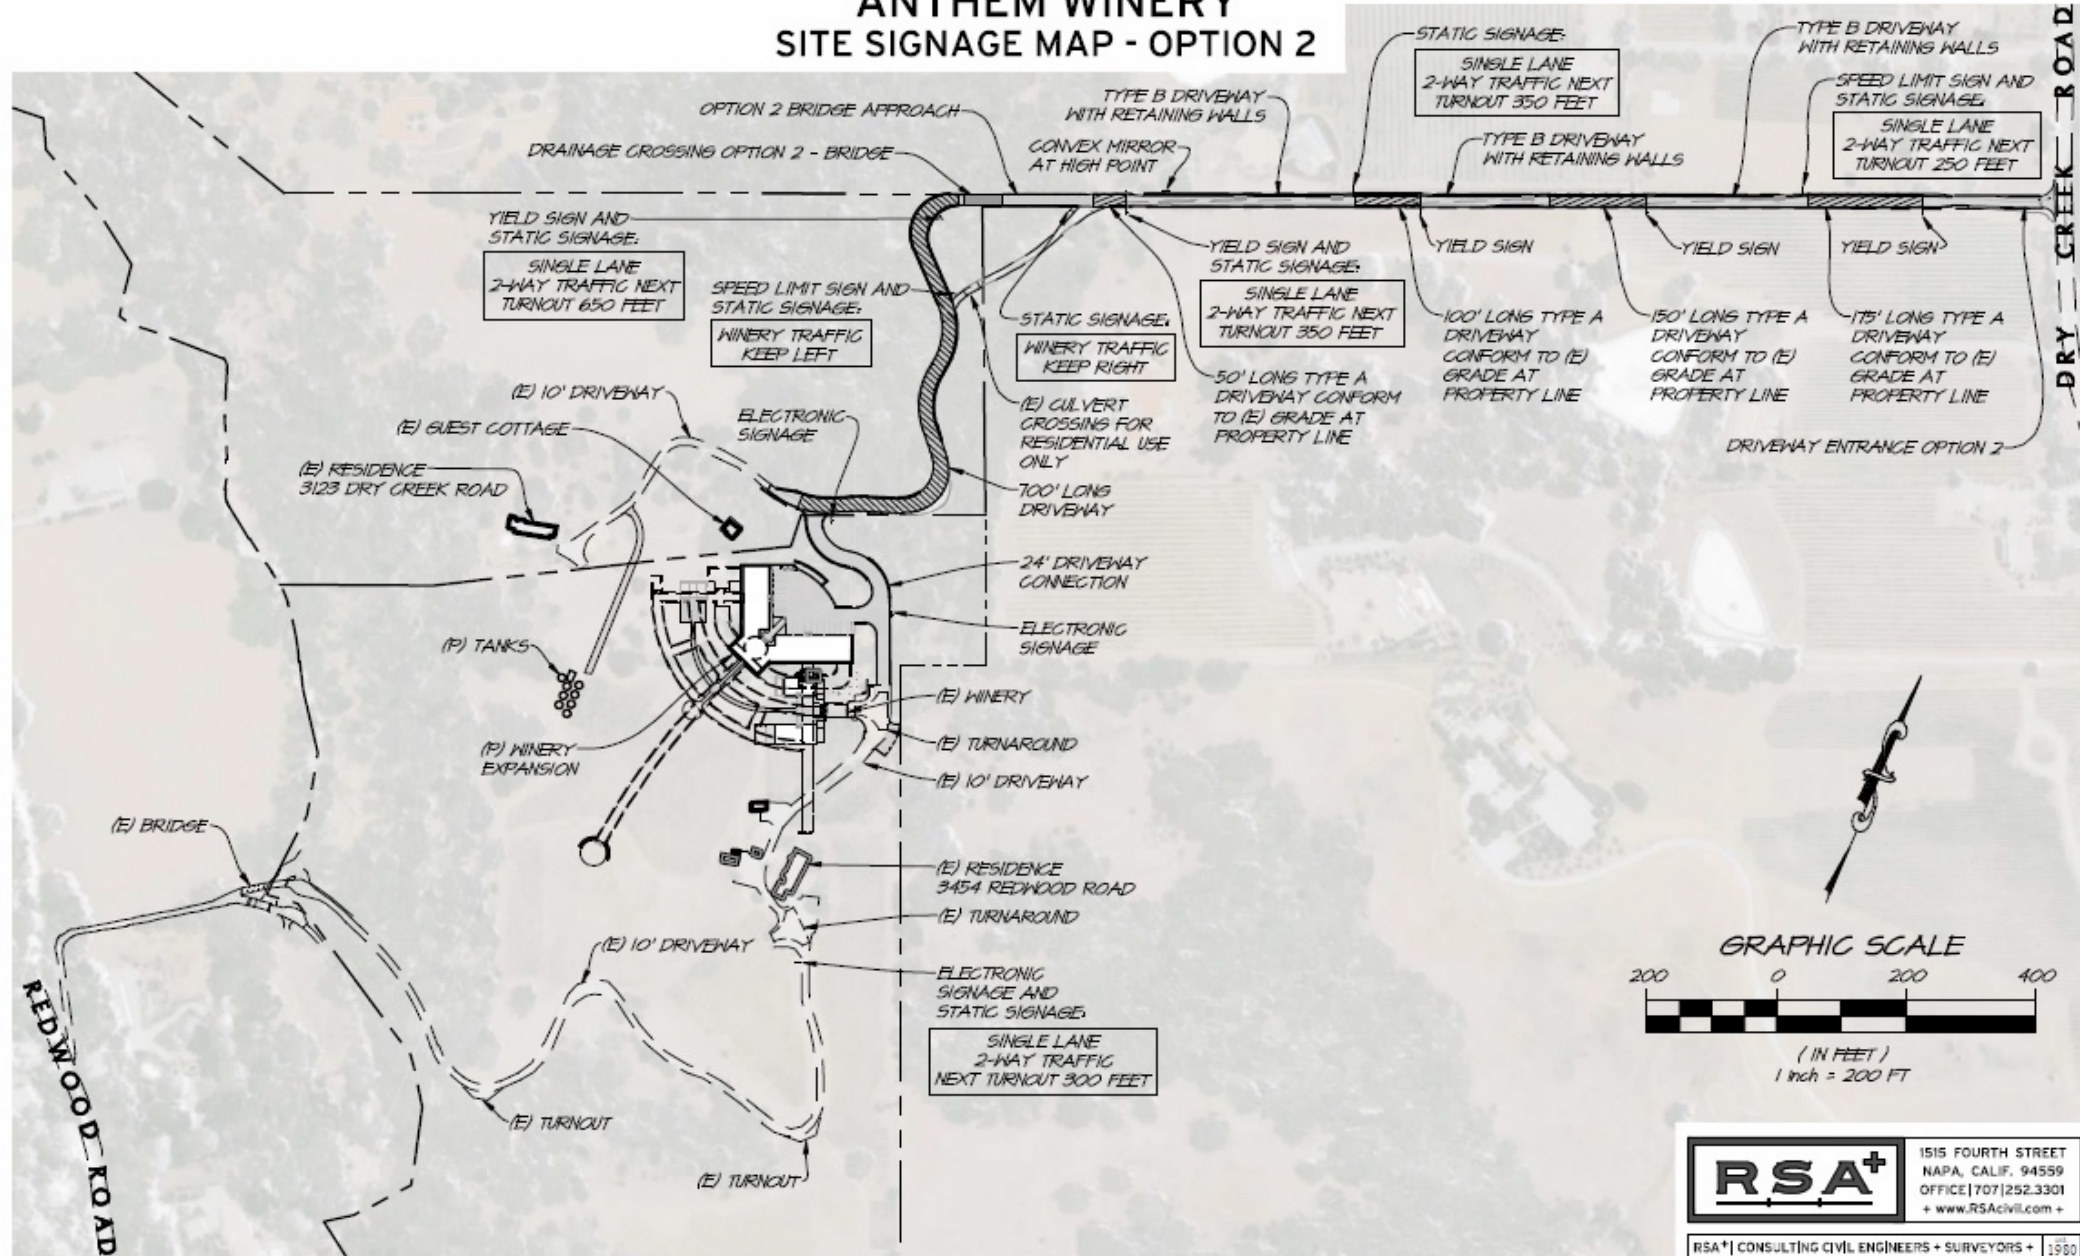 ANTHEM WINERY
SITE SIGNAGE MAP - OPTION 2
STATIC SIGNAGE:
SINGLE LANE
2-WAY TRAFFIC NEXT
TURNOUT 350 FEET
TYPE B DRIVEWAY
WITH RETAINING WALLS
SPEED LIMIT SIGN AND
STATIC SIGNAGE:
SINGLE LANE
2-WAY TRAFFIC NEXT
TURNOUT 250 FEET
DRY CREEK ROAD
OPTION 2 BRIDGE APPROACH
TYPE B DRIVEWAY
WITH RETAINING WALLS
DRAINAGE CROSSING OPTION 2 - BRIDGE
CONVEX MIRROR
AT HIGH POINT
TYPE B DRIVEWAY
WITH RETAINING WALLS
YIELD SIGN AND
STATIC SIGNAGE:
SINGLE LANE
2-WAY TRAFFIC NEXT
TURNOUT 650 FEET
SPEED LIMIT SIGN AND
STATIC SIGNAGE:
WINERY TRAFFIC
KEEP LEFT
STATIC SIGNAGE:
WINERY TRAFFIC
KEEP RIGHT
YIELD SIGN AND
STATIC SIGNAGE:
SINGLE LANE
2-WAY TRAFFIC NEXT
TURNOUT 350 FEET
YIELD SIGN
YIELD SIGN
YIELD SIGN
50' LONG TYPE A
DRIVEWAY CONFORM
TO (E) GRADE AT
PROPERTY LINE
100' LONG TYPE A
DRIVEWAY
CONFORM TO (E)
GRADE AT
PROPERTY LINE
150' LONG TYPE A
DRIVEWAY
CONFORM TO (E)
GRADE AT
PROPERTY LINE
175' LONG TYPE A
DRIVEWAY
CONFORM TO (E)
GRADE AT
PROPERTY LINE
DRIVEWAY ENTRANCE OPTION 2
(E) 10' DRIVEWAY
(E) GUEST COTTAGE
ELECTRONIC
SIGNAGE
(E) CULVERT
CROSSING FOR
RESIDENTIAL USE
ONLY
(E) RESIDENCE
3123 DRY CREEK ROAD
700' LONG
DRIVEWAY
24' DRIVEWAY
CONNECTION
ELECTRONIC
SIGNAGE
(P) TANKS
(E) WINERY
(P) WINERY
EXPANSION
(E) TURNAROUND
(E) 10' DRIVEWAY
(E) BRIDGE
(E) RESIDENCE
3454 REDWOOD ROAD
(E) TURNAROUND
(E) 10' DRIVEWAY
ELECTRONIC
SIGNAGE AND
STATIC SIGNAGE:
SINGLE LANE
2-WAY TRAFFIC
NEXT TURNOUT 300 FEET
REDWOOD ROAD
(E) TURNOUT
(E) TURNOUT
GRAPHIC SCALE
200 0 200 400
( IN FEET )
1 inch = 200 FT
RSA+
1515 FOURTH STREET
NAPA, CALIF. 94559
OFFICE|707|252.3301
+ www.RSAcivil.com +
RSA+| CONSULTING CIVIL ENGINEERS + SURVEYORS +
1980